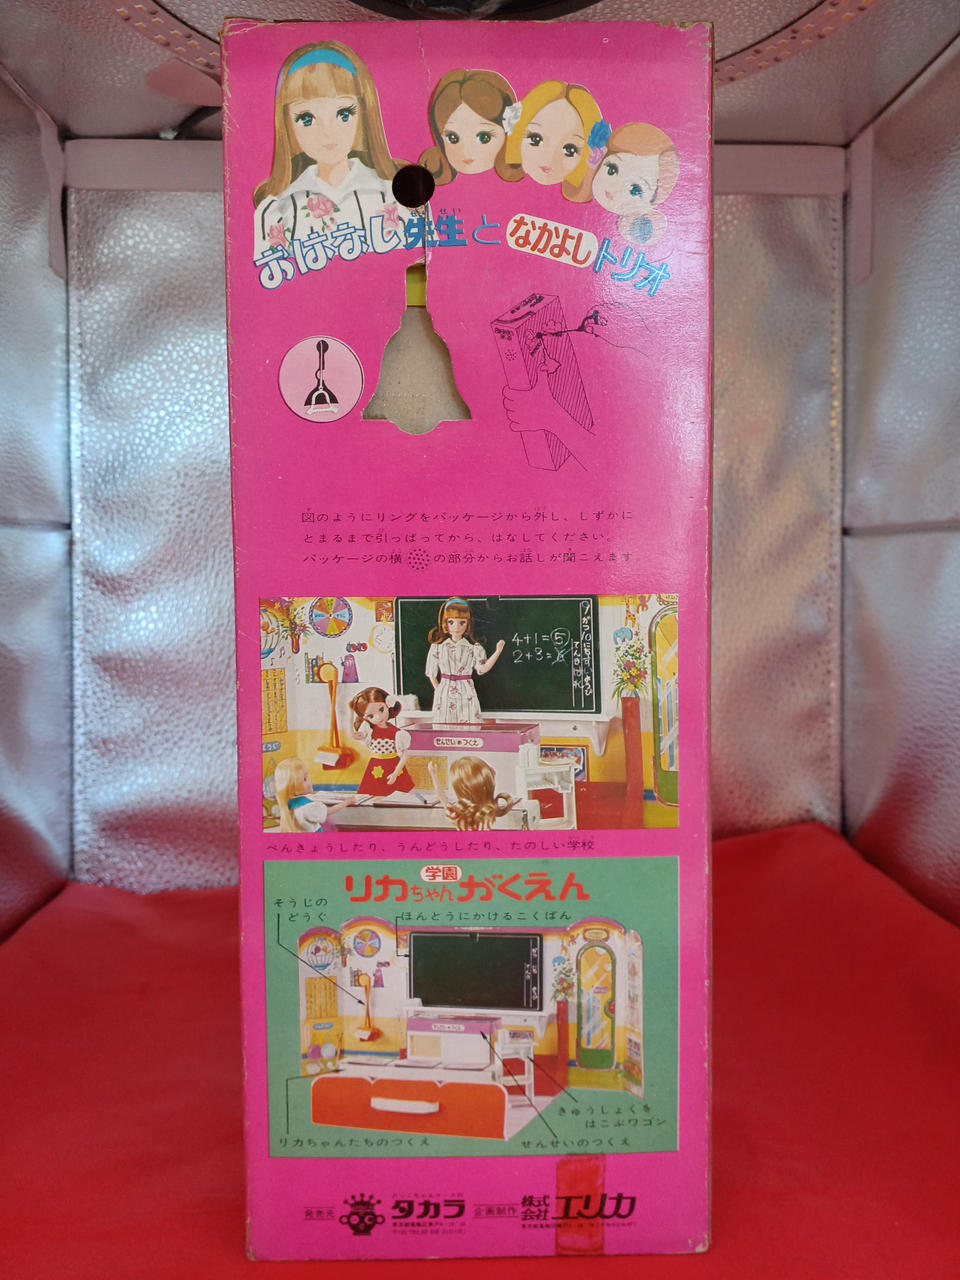 おはなし先生となかよしトリオ
図のようにリングをパッケージから外し、しずかに
とまるまで引っぱってから、はなしてください。
パッケージの横 の部分からお話しが聞こえます。
4+1=5
2+3=
せんせいのつくえ
べんきょうしたり、うんどうしたり、たのしい学校
学園
リカちゃんがくえん
そうじの
どうぐ
ほんとうにかけるこくばん
きゅうしょくを
はこぶワゴン
リカちゃんたちのつくえ
せんせいのつくえ
発売元
タカラ
企画制作
株式会社エリカ